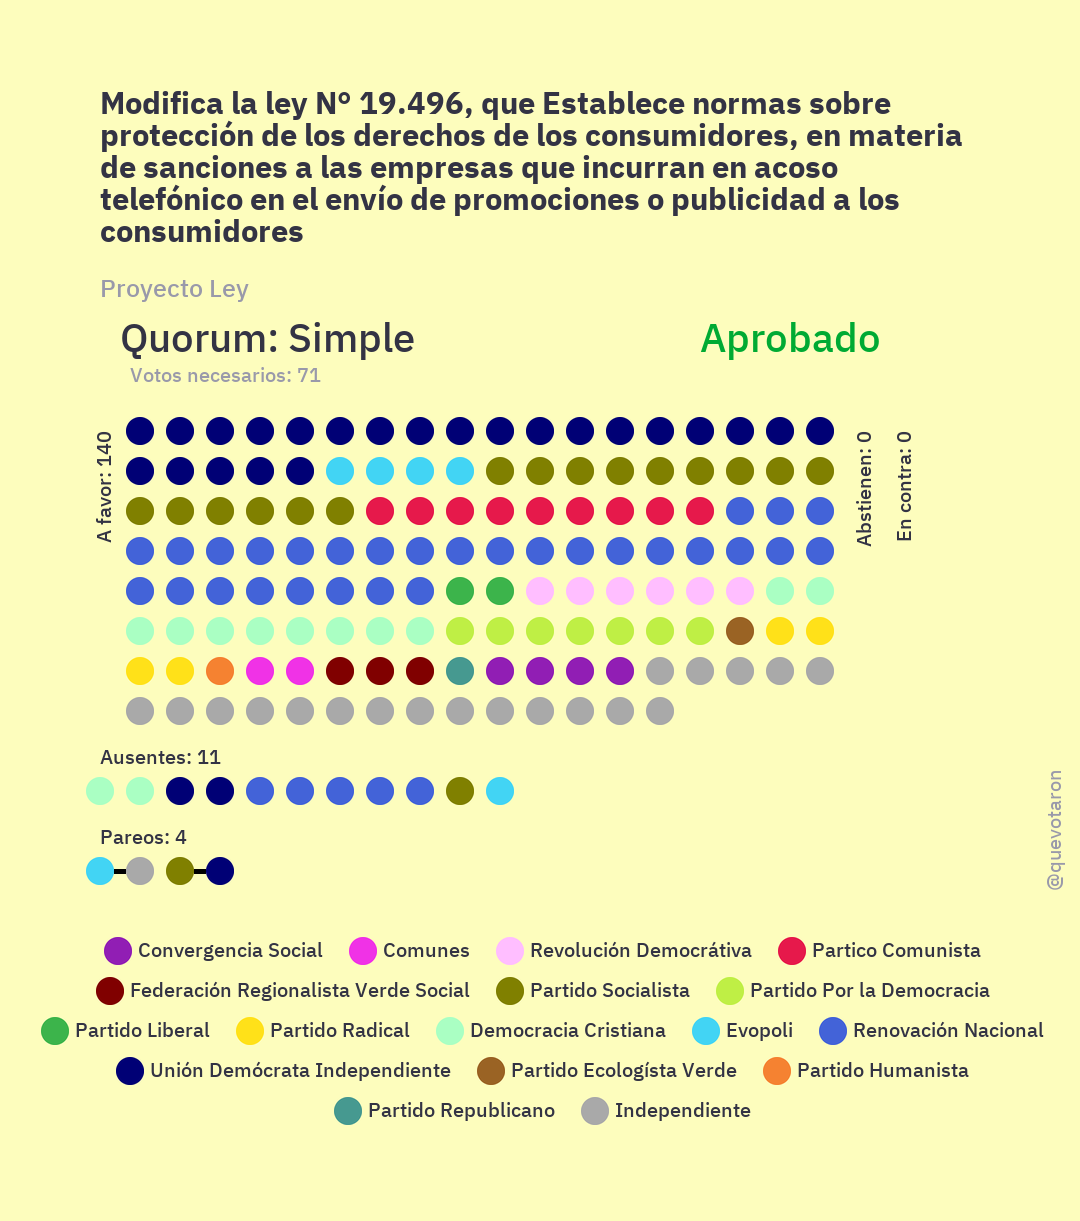 Modifica la ley Nº 19.496, que Establece normas sobre
protección de los derechos de los consumidores, en materia
de sanciones a las empresas que incurran en acoso
telefónico en el envío de promociones o publicidad a los
consumidores
Proyecto Ley
Quorum: Simple
Aprobado
Votos necesarios: 71
A favor: 140
Abstienen: 0
En contra: 0
Ausentes: 11
Pareos: 4
@quevotaron
Convergencia Social Comunes Revolución Democrátiva Partico Comunista
Federación Regionalista Verde Social Partido Socialista Partido Por la Democracia
Partido Liberal Partido Radical Democracia Cristiana Evopoli Renovación Nacional
Unión Demócrata Independiente Partido Ecologísta Verde Partido Humanista
Partido Republicano Independiente